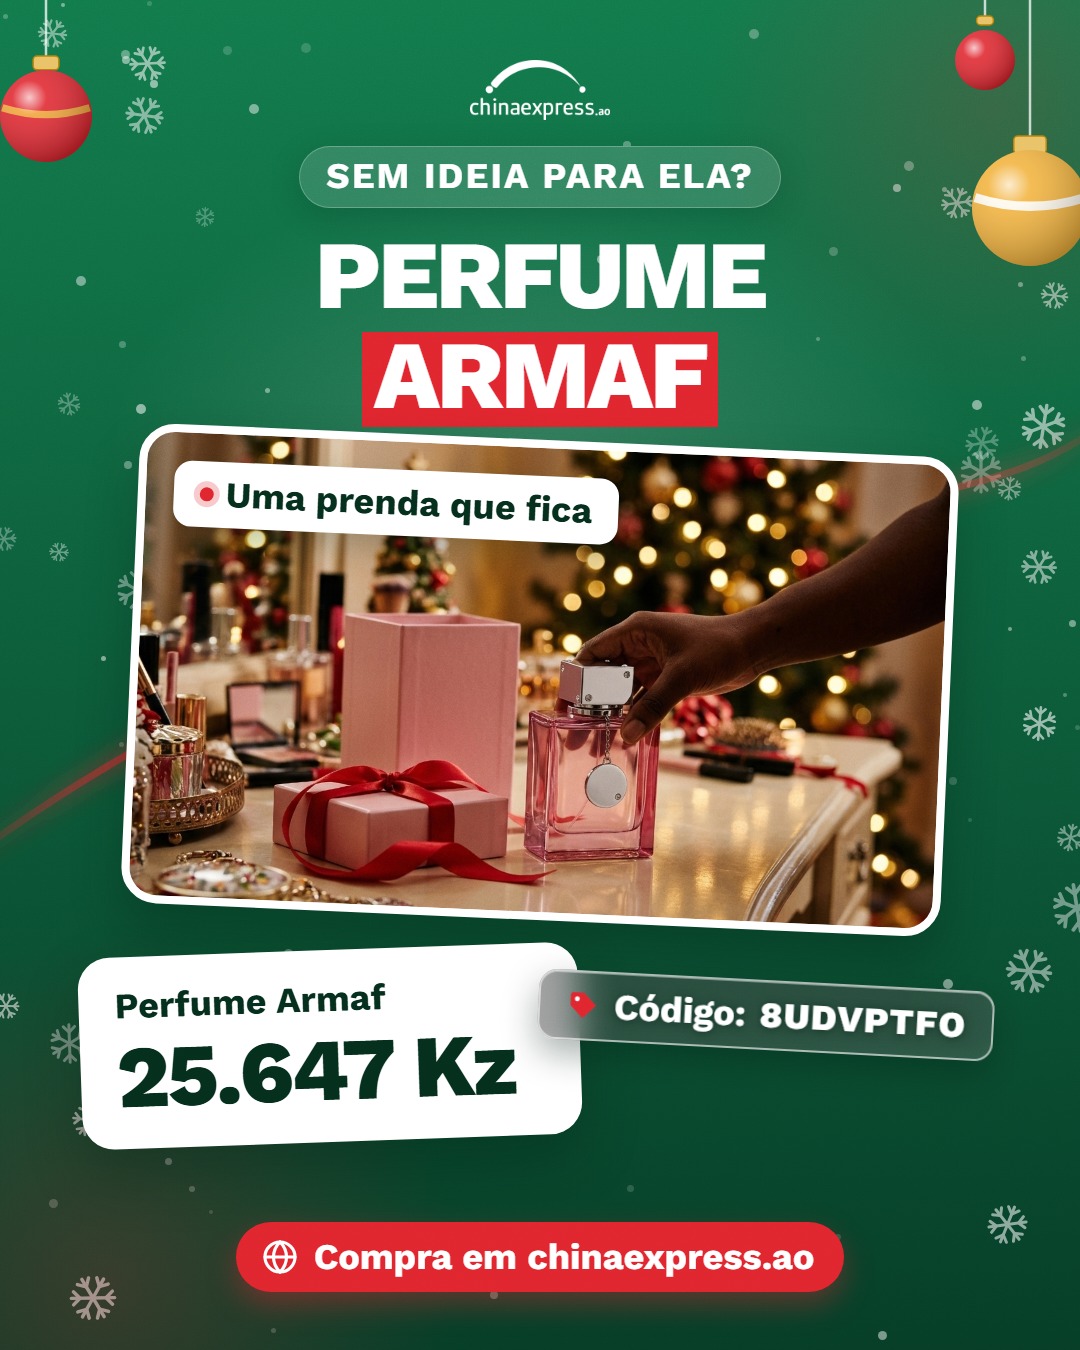 chinaexpress.ao
SEM IDEIA PARA ELA?
PERFUME
ARMAF
Uma prenda que fica
Perfume Armaf
25.647 Kz
Código: 8UDVPTFO
Compra em chinaexpress.ao